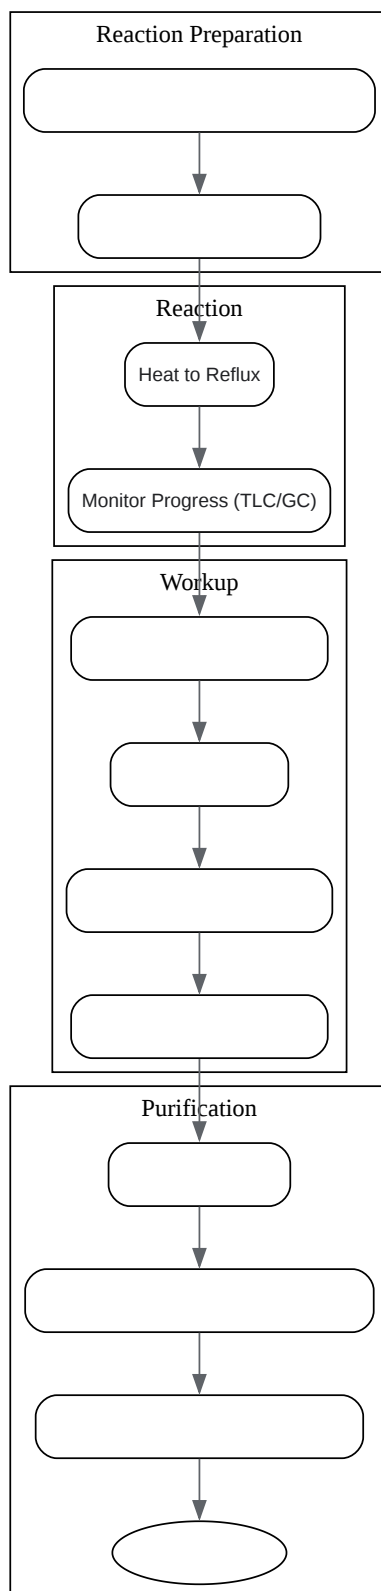 Reaction Preparation
Reaction
Heat to Reflux
Monitor Progress (TLC/GC)
Workup
Purification